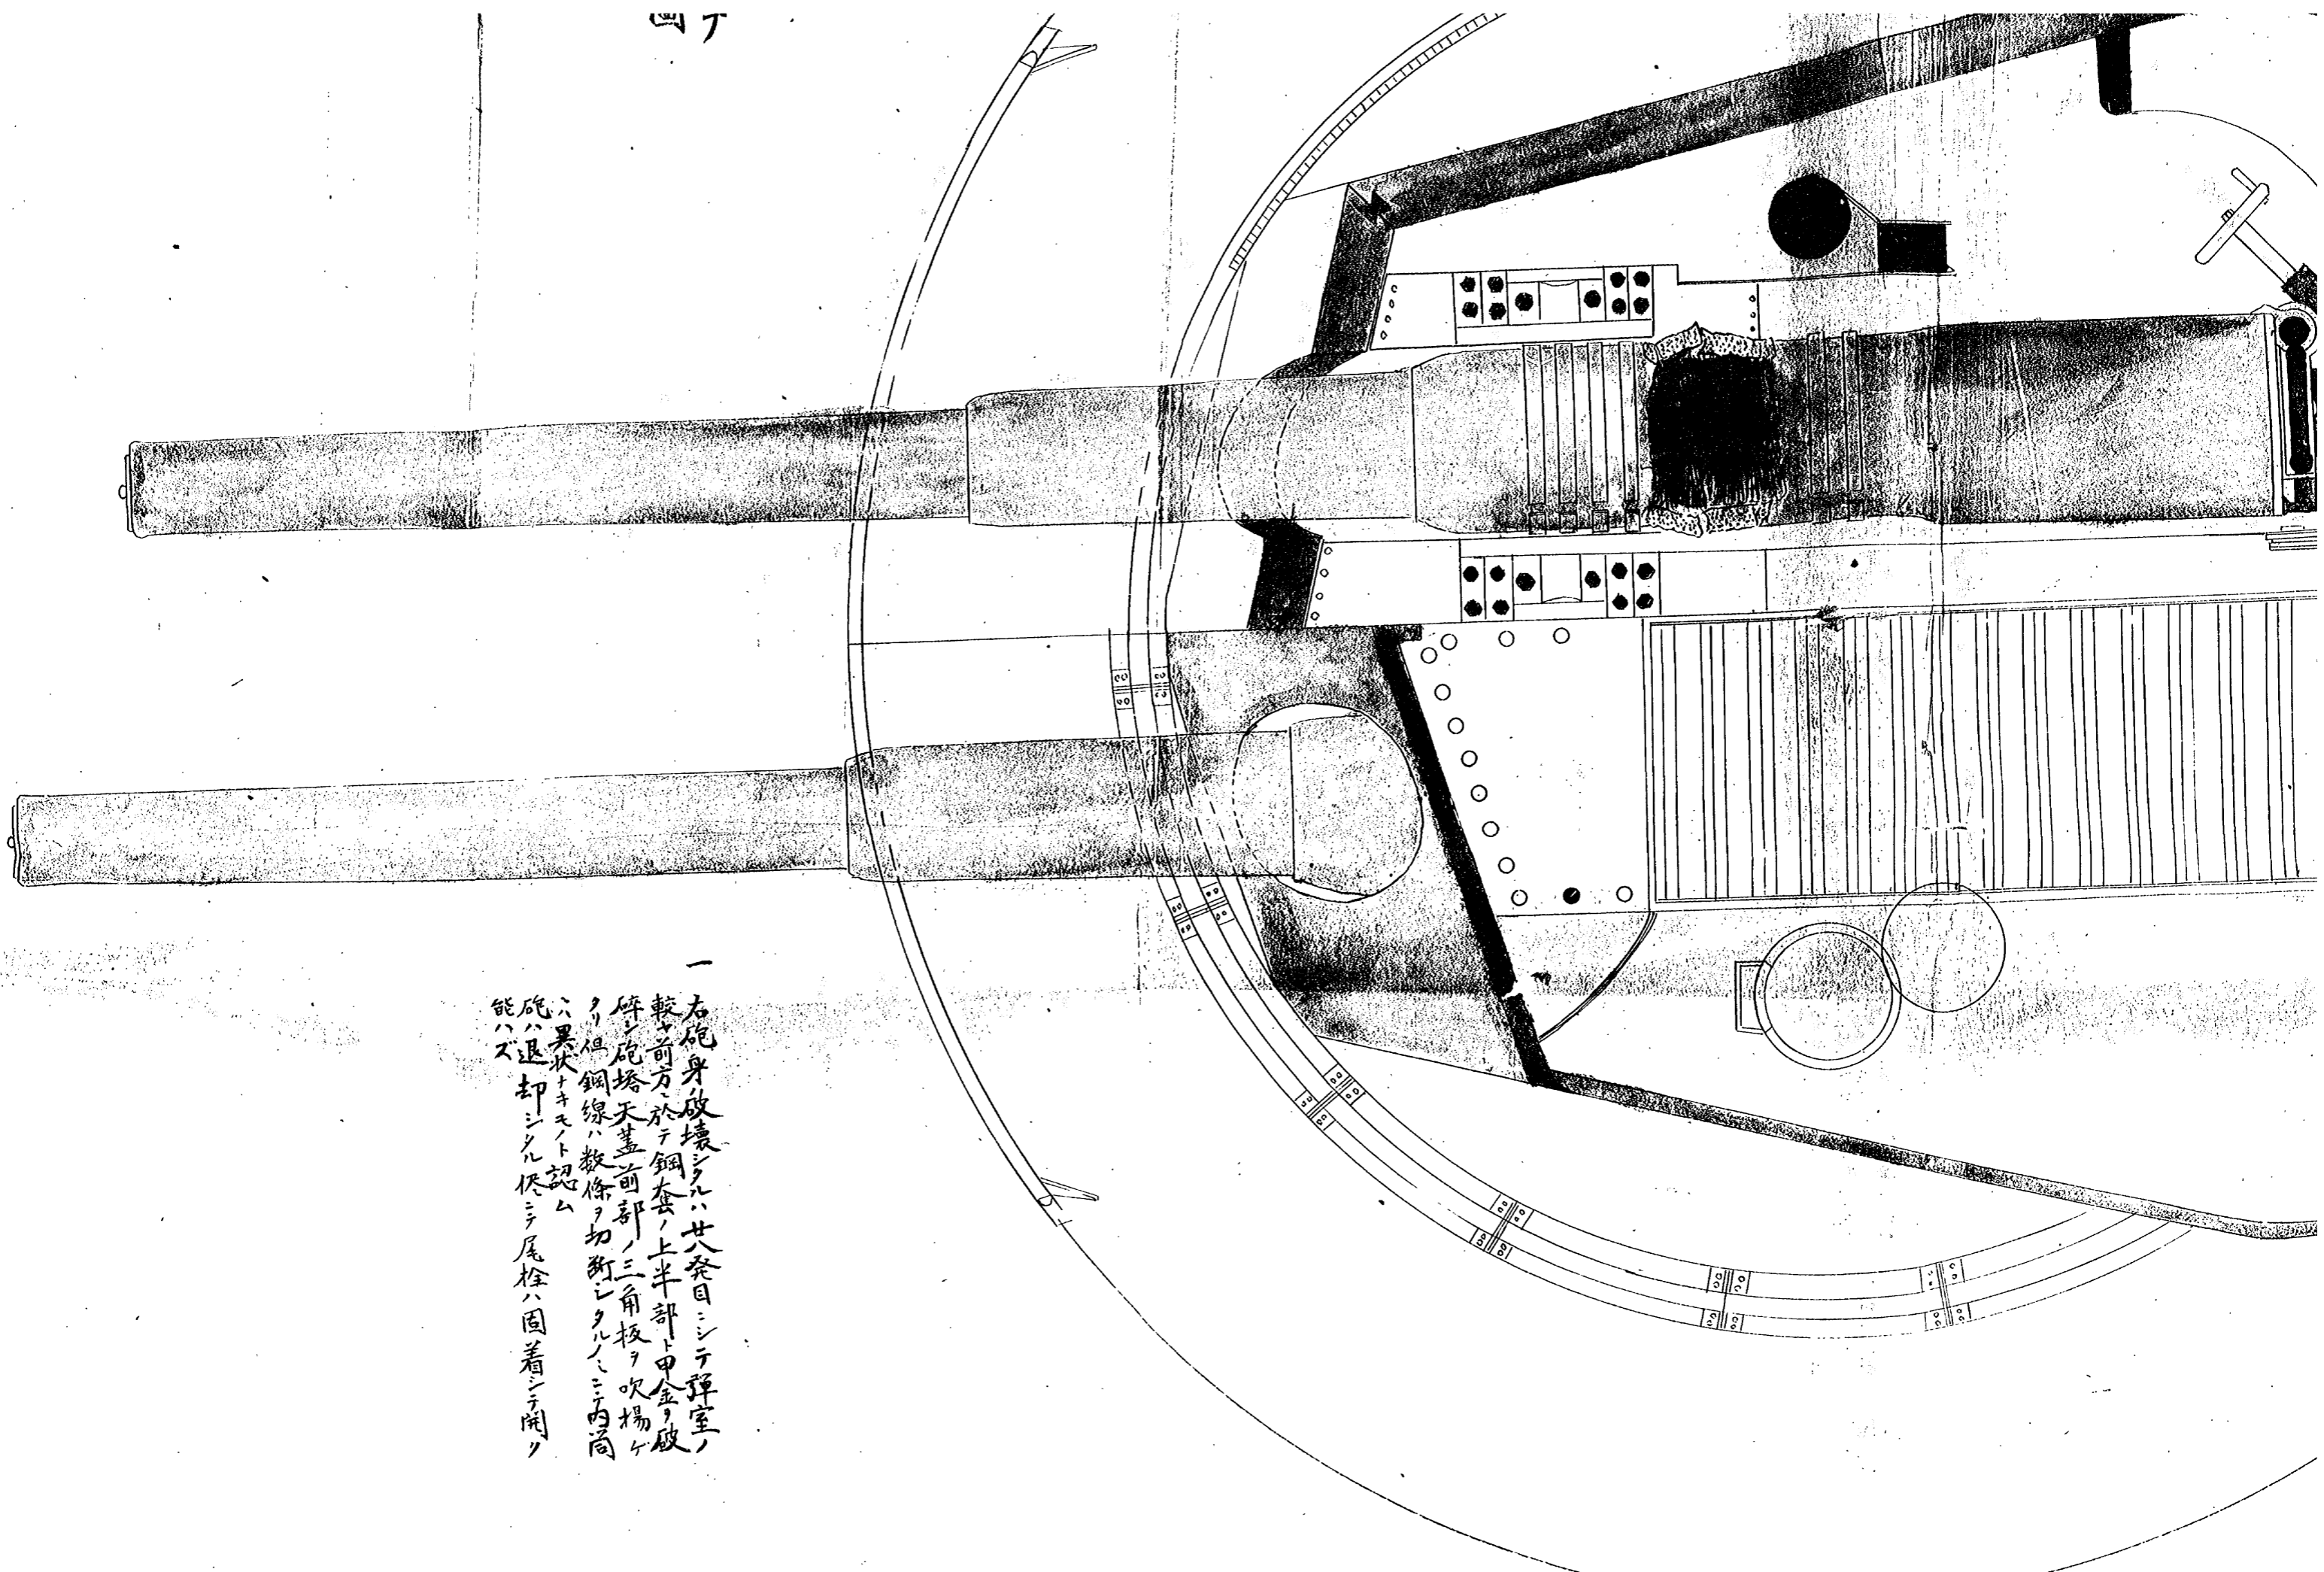 一
右砲身ノ破壊シタルハ廿八発目ニシテ弾室ノ
較ヤ前方ニ於テ鋼套ノ上半部ト甲金ヲ破
砕シ砲塔天蓋前部ノ三角板ヲ吹揚ゲ
タリ但鋼線ハ数條ヲ切断シタルノミニテ内筒
ハ異状ナキモノト認ム
砲ハ退却シタル侭ニテ尾栓ハ固着シテ開ク
能ハズ